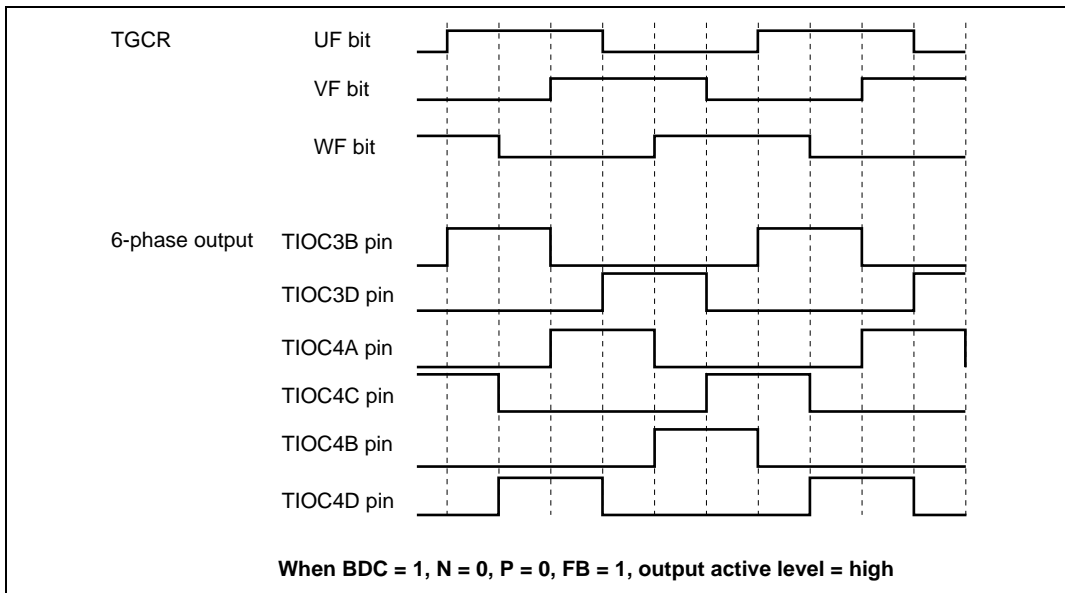 TGCR UF bit
VF bit
WF bit
6-phase output TIOC3B pin
TIOC3D pin
TIOC4A pin
TIOC4C pin
TIOC4B pin
TIOC4D pin
When BDC = 1, N = 0, P = 0, FB = 1, output active level = high